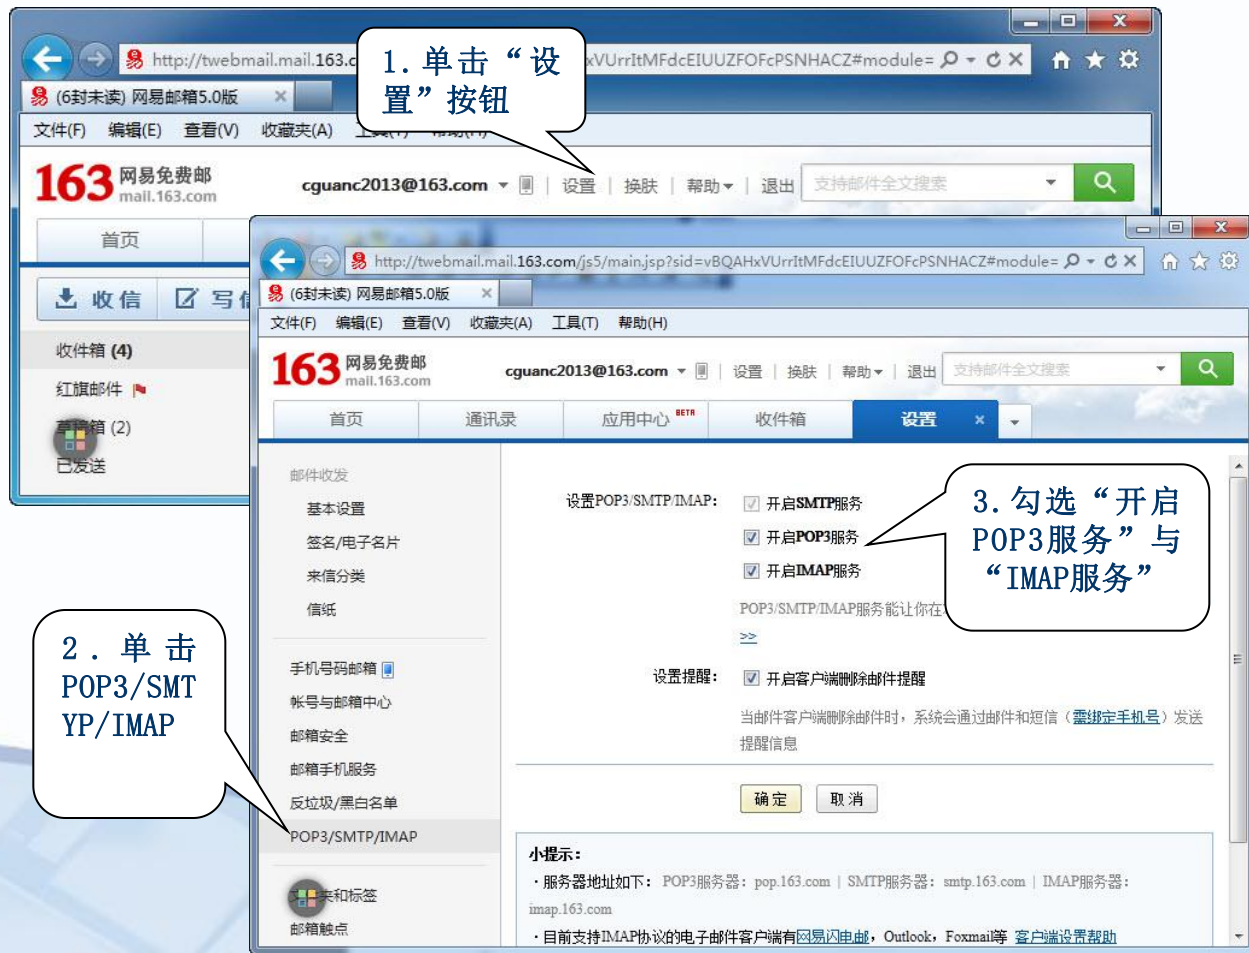 http://twebmail.mail.163.c
xVUrrItMFdcEIUUZFOFcPSNHACZ#module=
(6封未读) 网易邮箱5.0版
文件(F) 编辑(E) 查看(V) 收藏夹(A)
1.单击“设
置”按钮
163 网易免费邮
mail.163.com
cguanc2013@163.com 设置 | 换肤 | 帮助 | 退出 支持邮件全文搜索
首页
收信 写信
收件箱 (4)
红旗邮件
草稿箱 (2)
已发送
http://twebmail.mail.163.com/js5/main.jsp?sid=vBQAHxVUrrItMFdcEIUUZFOFcPSNHACZ#module=
(6封未读) 网易邮箱5.0版
文件(F) 编辑(E) 查看(V) 收藏夹(A) 工具(T) 帮助(H)
163 网易免费邮
mail.163.com
cguanc2013@163.com 设置 | 换肤 | 帮助 | 退出 支持邮件全文搜索
首页 通讯录 应用中心 BETA 收件箱 设置
邮件收发
基本设置
签名/电子名片
来信分类
信纸
手机号码邮箱
帐号与邮箱中心
邮箱安全
邮箱手机服务
反垃圾/黑白名单
POP3/SMTP/IMAP
夹和标签
邮箱触点
2.单击
POP3/SMT
YP/IMAP
设置POP3/SMTP/IMAP: 开启SMTP服务
开启POP3服务
开启IMAP服务
POP3/SMTP/IMAP服务能让你在
>>
3.勾选“开启
POP3服务”与
“IMAP服务”
设置提醒: 开启客户端删除邮件提醒
当邮件客户端删除邮件时，系统会通过邮件和短信（需绑定手机号）发送
提醒信息
确定 取消
小提示：
·服务器地址如下： POP3服务器: pop.163.com | SMTP服务器: smtp.163.com | IMAP服务器:
imap.163.com
·目前支持IMAP协议的电子邮件客户端有网易闪电邮，Outlook，Foxmail等 客户端设置帮助